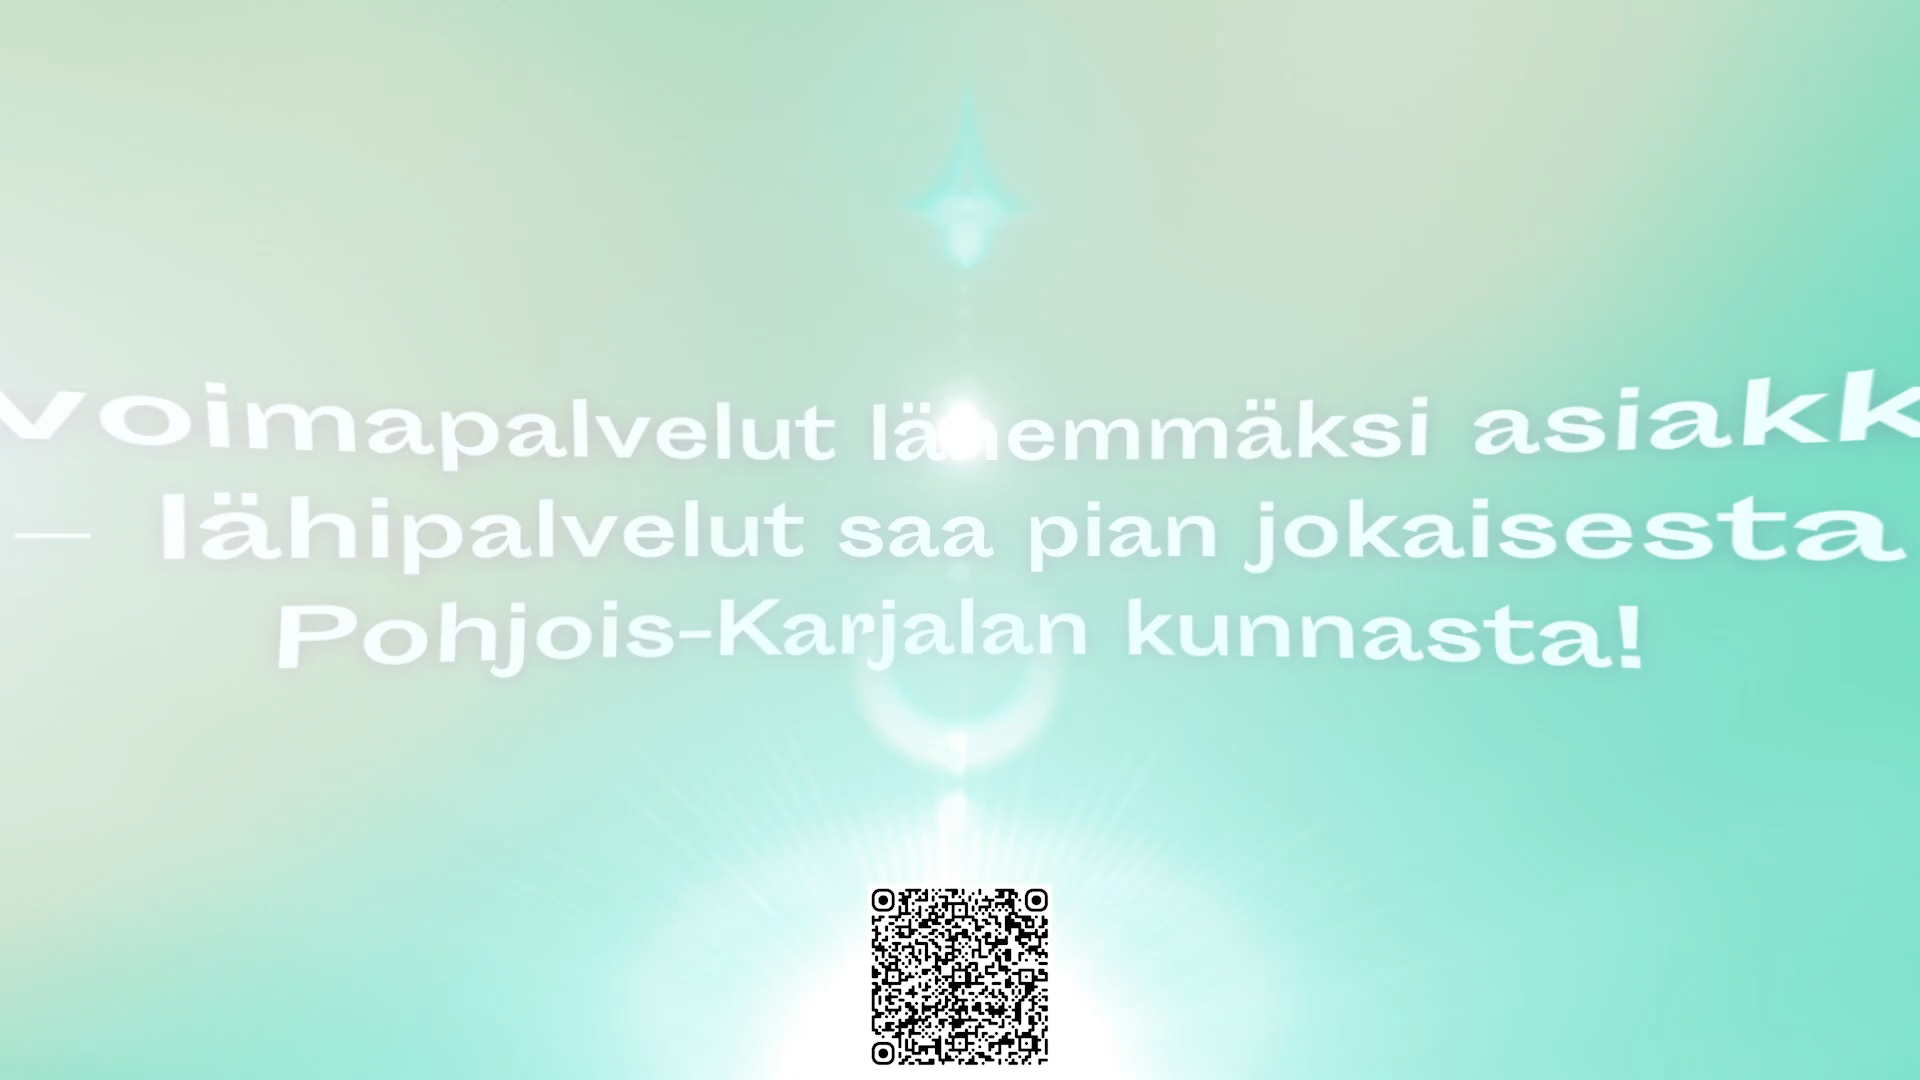 voimapalvelut lähemmäksi asiakk
– lähipalvelut saa pian jokaisesta
Pohjois-Karjalan kunnasta!